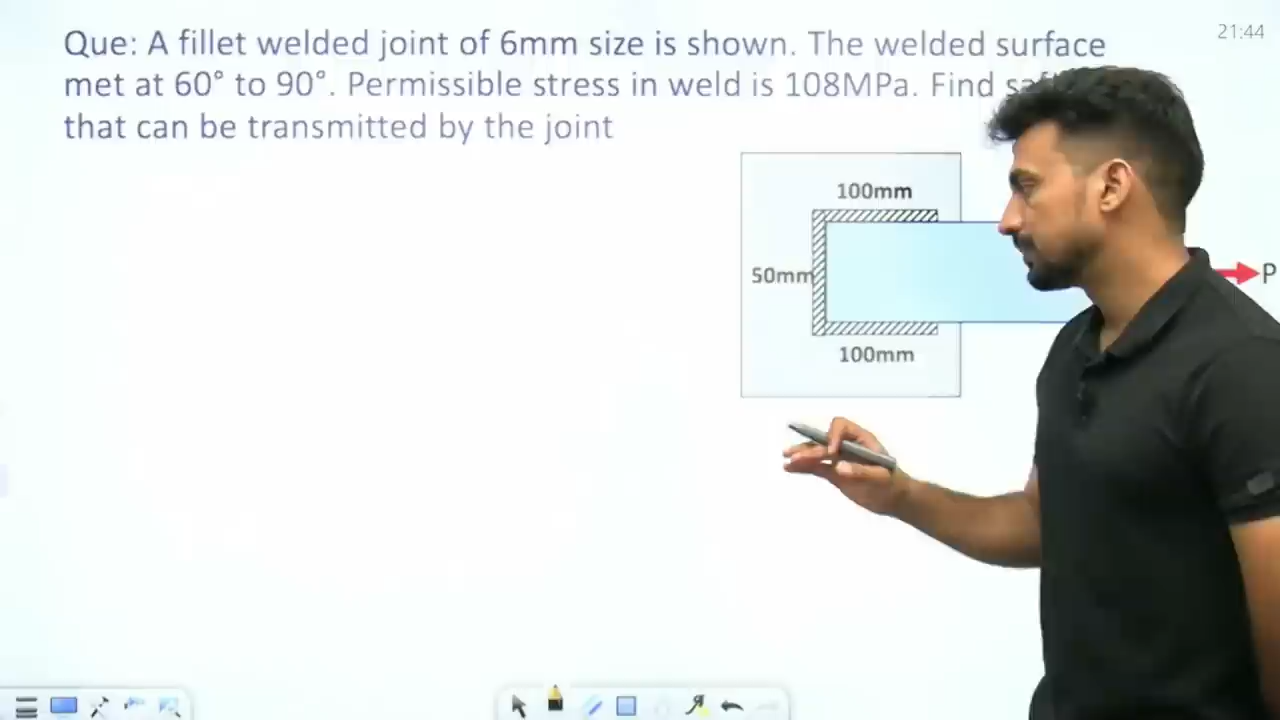 21:44
Que: A fillet welded joint of 6mm size is shown. The welded surface
met at 60° to 90°. Permissible stress in weld is 108MPa. Find
that can be transmitted by the joint
100mm
50mm
P
100mm